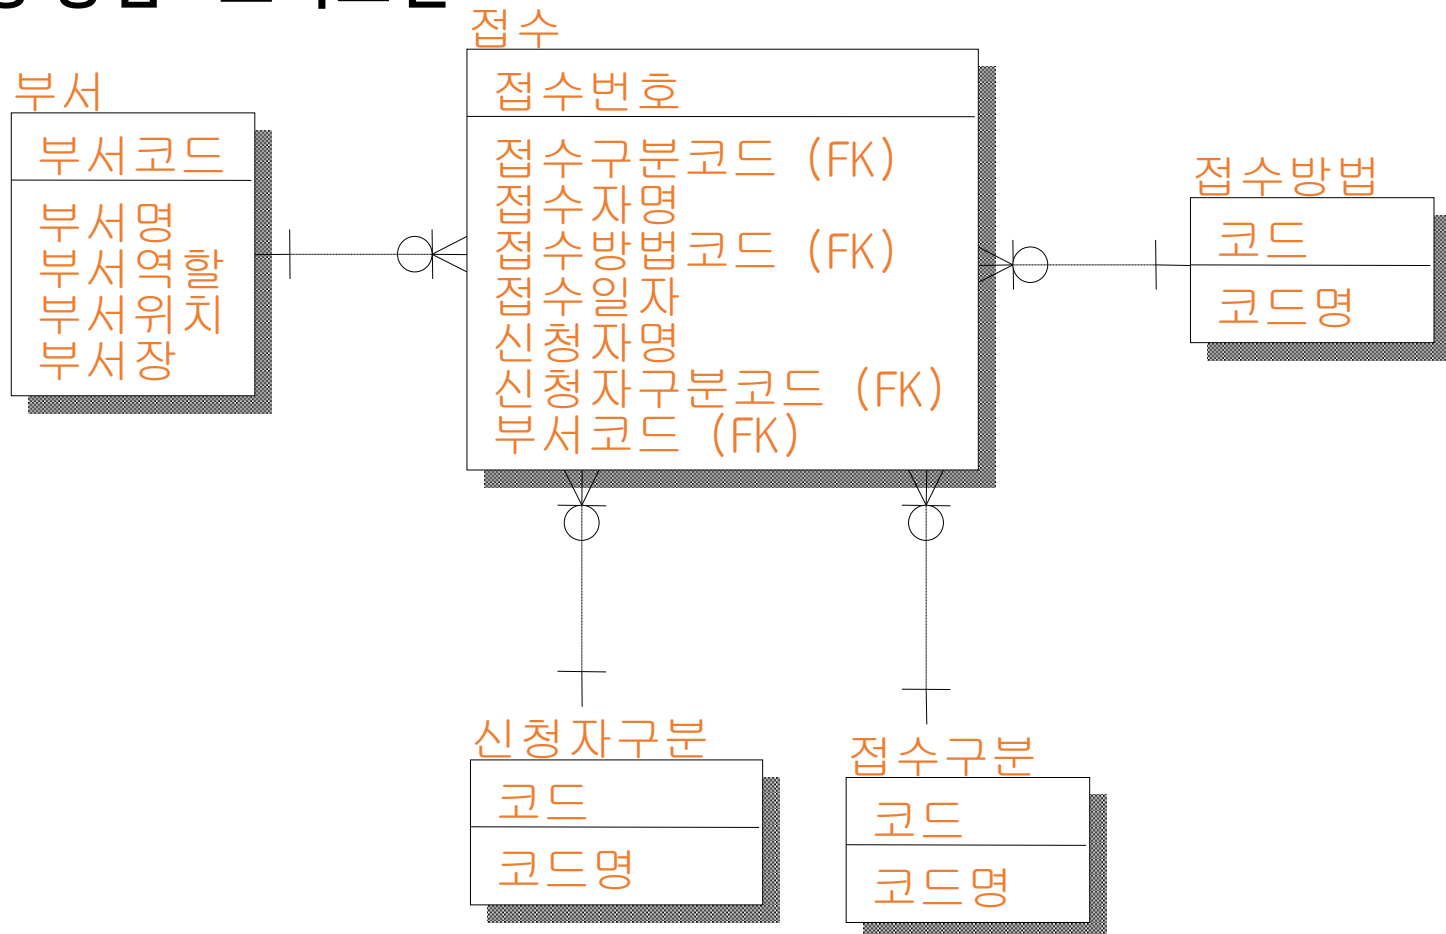 접수
접수번호
접수구분코드 (FK)
접수자명
접수방법코드 (FK)
접수일자
신청자명
신청자구분코드 (FK)
부서코드 (FK)
부서
부서코드
부서명
부서역할
부서위치
부서장
접수방법
코드
코드명
신청자구분
코드
코드명
접수구분
코드
코드명